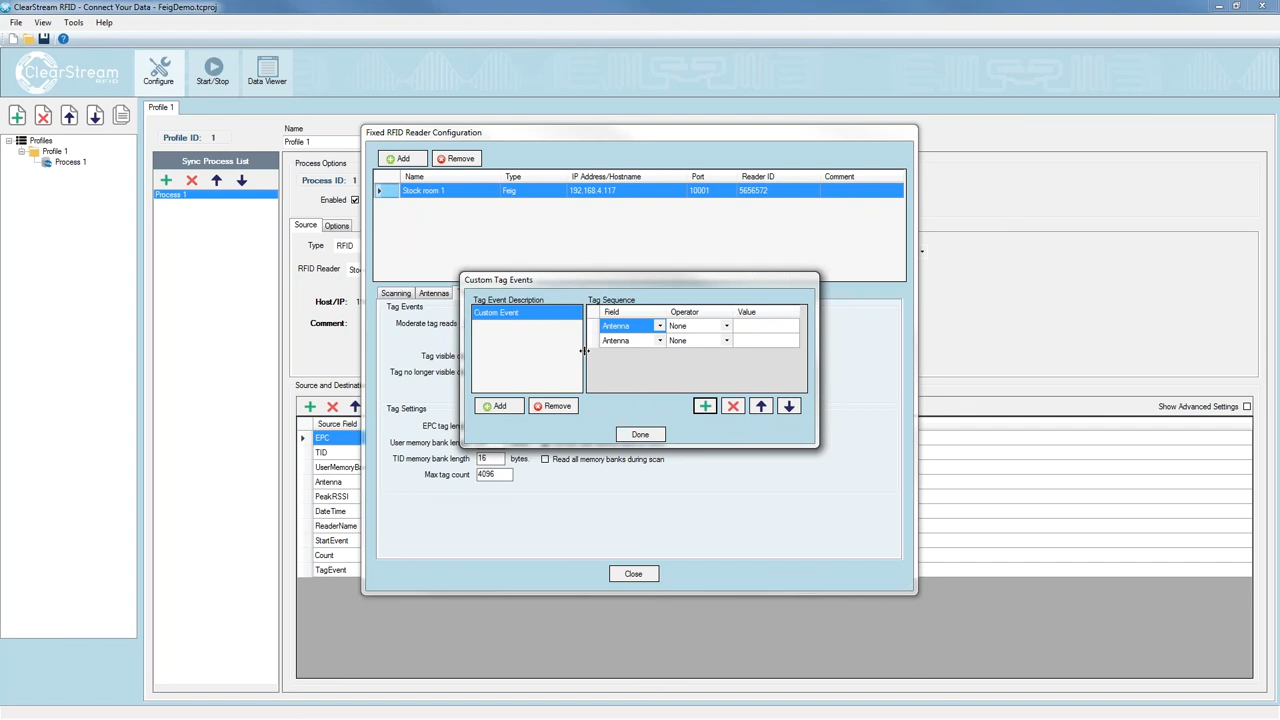 ClearStream RFID - Connect Your Data - FeigDemo.tcproj
File View Tools Help
ClearStream RFID
Configure Start/Stop Data Viewer
Profile 1
Profiles
Profile 1
Process 1
Profile ID: 1
Name
Profile 1
Sync Process List
Process 1
Process Options
Process ID: 1
Enabled
Source Options
Type RFID
RFID Reader Sto
Host/IP: 19
Comment:
Source and Destina
Show Advanced Settings
Source Field
EPC
TID
UserMemoryBa
Antenna
PeakRSSI
DateTime
ReaderName
StartEvent
Count
TagEvent
Fixed RFID Reader Configuration
Add Remove
Name Type IP Address/Hostname Port Reader ID Comment
Stock room 1 Feig 192.168.4.117 10001 5656572
Scanning Antennas
Tag Events
Moderate tag reads
Tag visible d
Tag no longer visible d
Tag Settings
EPC tag len
User memory bank length
TID memory bank length 16 bytes. Read all memory banks during scan
Max tag count 4096
Close
Custom Tag Events
Tag Event Description Tag Sequence
Custom Event
Field Operator Value
Antenna None
Antenna None
Add Remove
Done